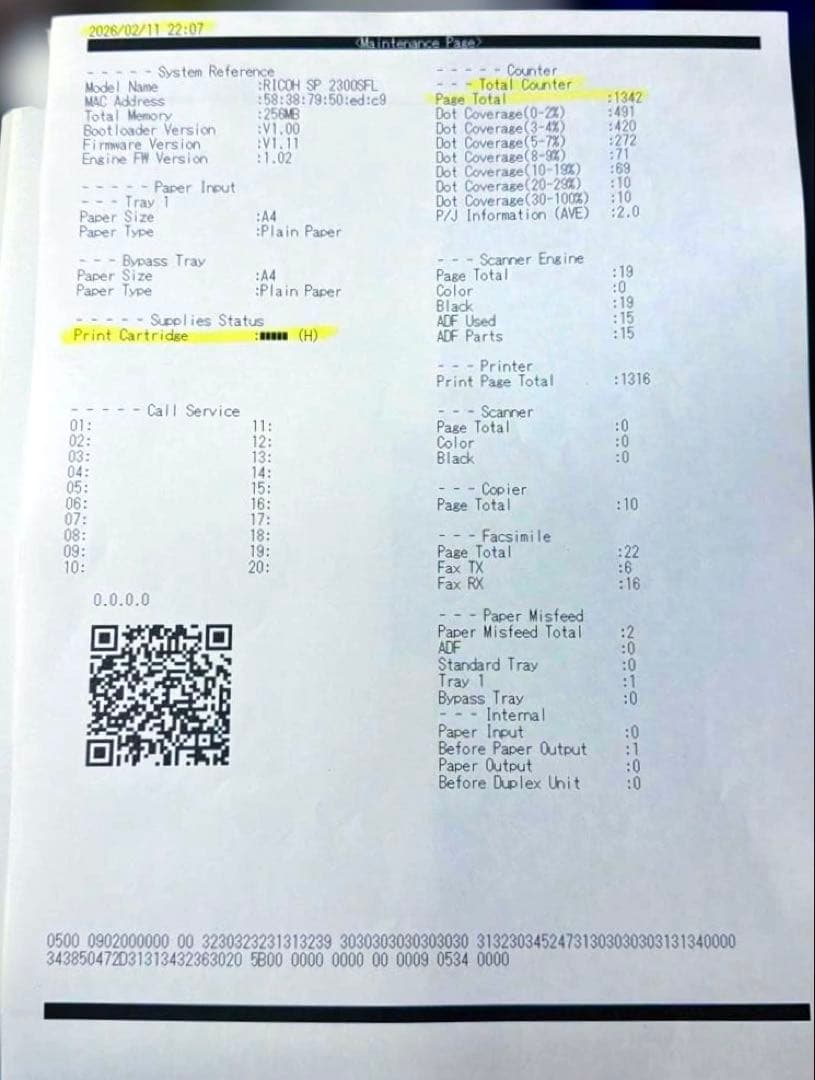 2026/02/11 22:07
<Maintenance Page>
- - - - - System Reference
Model Name :RICOH SP 2300SFL
MAC Address :58:38:79:50:ed:c9
Total Memory :256MB
Bootloader Version :V1.00
Firmware Version :V1.11
Engine FW Version :1.02
- - - - - Paper Input
- - - Tray 1
Paper Size :A4
Paper Type :Plain Paper
- - - Bypass Tray
Paper Size :A4
Paper Type :Plain Paper
- - - - - Supplies Status
Print Cartridge :■■■■■ (H)
- - - - - Call Service
01: 11:
02: 12:
03: 13:
04: 14:
05: 15:
06: 16:
07: 17:
08: 18:
09: 19:
10: 20:
0.0.0.0
- - - - - Counter
- - - Total Counter
Page Total :1342
Dot Coverage(0-2%) :491
Dot Coverage(3-4%) :420
Dot Coverage(5-7%) :272
Dot Coverage(8-9%) :71
Dot Coverage(10-19%) :69
Dot Coverage(20-29%) :10
Dot Coverage(30-100%) :10
P/J Information (AVE) :2.0
- - - Scanner Engine
Page Total :19
Color :0
Black :19
ADF Used :15
ADF Parts :15
- - - Printer
Print Page Total :1316
- - - Scanner
Page Total :0
Color :0
Black :0
- - - Copier
Page Total :10
- - - Facsimile
Page Total :22
Fax TX :6
Fax RX :16
- - - Paper Misfeed
Paper Misfeed Total :2
ADF :0
Standard Tray :0
Tray 1 :1
Bypass Tray :0
- - - Internal
Paper Input :0
Before Paper Output :1
Paper Output :0
Before Duplex Unit :0
0500 0902000000 00 3230323231313239 3030303030303030 3132303452473130303030313134​0000
343850472D31313432363020 5B00 0000 0000 00 0009 0534 0000